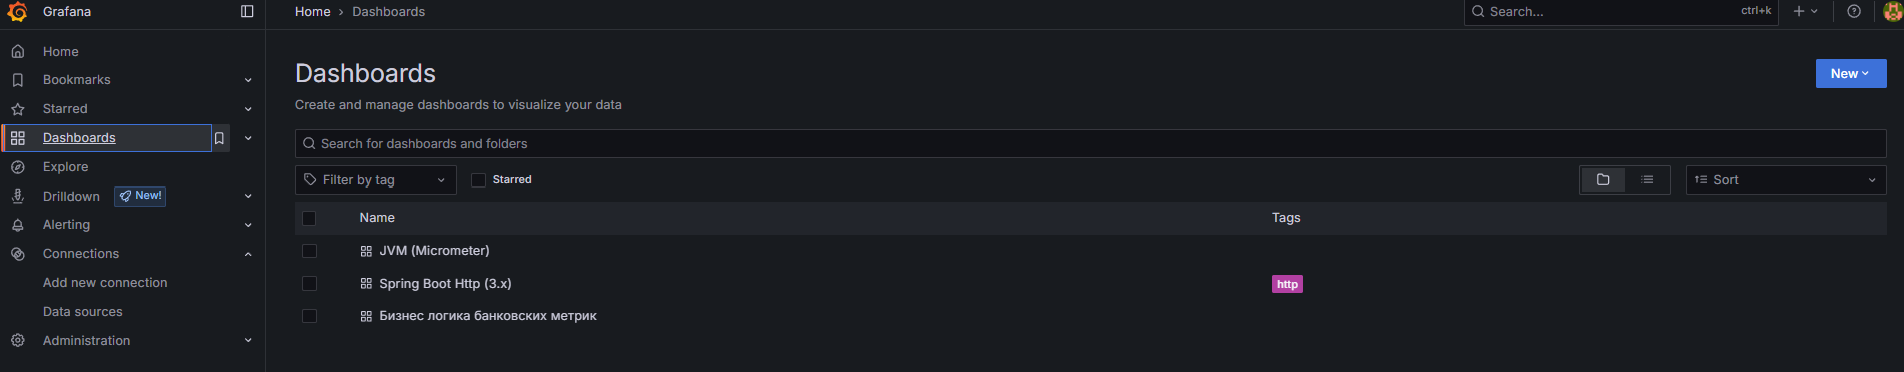 Grafana
Home › Dashboards
Search...
ctrl+k
Home
Bookmarks
Starred
Dashboards
Explore
Drilldown
New!
Alerting
Connections
Add new connection
Data sources
Administration
Dashboards
New
Create and manage dashboards to visualize your data
Search for dashboards and folders
Filter by tag
Starred
Sort
Name
Tags
JVM (Micrometer)
Spring Boot Http (3.x)
http
Бизнес логика банковских метрик